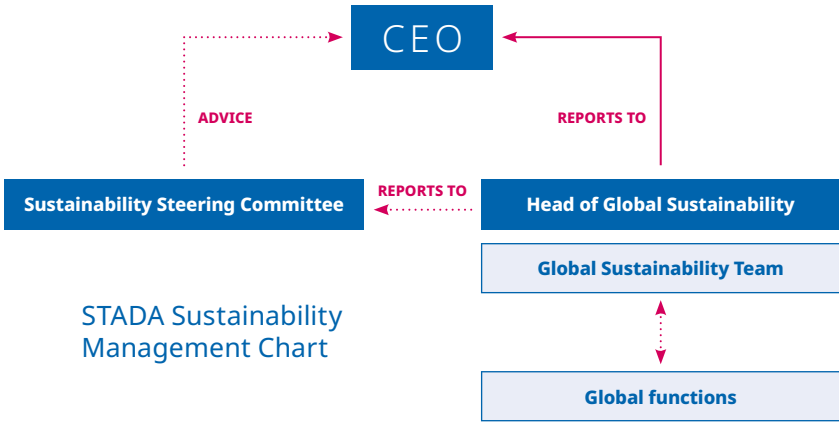 CEO
ADVICE
REPORTS TO
REPORTS TO
Sustainability Steering Committee
Head of Global Sustainability
Global Sustainability Team
STADA Sustainability
Management Chart
Global functions